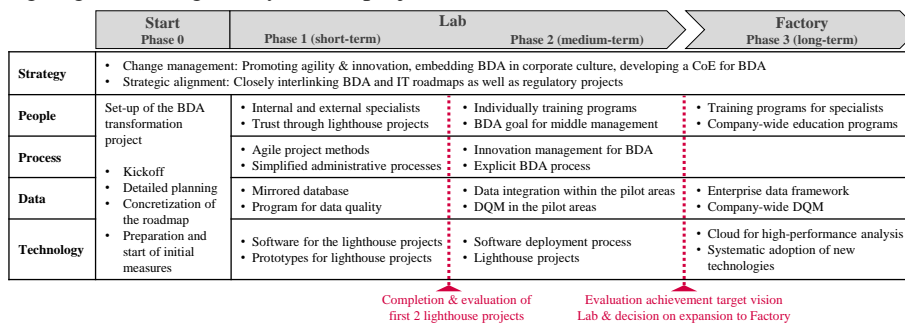 Start
Phase 0
Lab
Phase 1 (short-term)
Phase 2 (medium-term)
Factory
Phase 3 (long-term)
Strategy
• Change management: Promoting agility & innovation, embedding BDA in corporate culture, developing a CoE for BDA
• Strategic alignment: Closely interlinking BDA and IT roadmaps as well as regulatory projects
People
Set-up of the BDA
transformation
project
• Kickoff
• Detailed planning
• Concretization of
the roadmap
• Preparation and
start of initial
measures
• Internal and external specialists
• Trust through lighthouse projects
• Individually training programs
• BDA goal for middle management
• Training programs for specialists
• Company-wide education programs
Process
• Agile project methods
• Simplified administrative processes
• Innovation management for BDA
• Explicit BDA process
Data
• Mirrored database
• Program for data quality
• Data integration within the pilot areas
• DQM in the pilot areas
• Enterprise data framework
• Company-wide DQM
Technology
• Software for the lighthouse projects
• Prototypes for lighthouse projects
• Software deployment process
• Lighthouse projects
• Cloud for high-performance analysis
• Systematic adoption of new
technologies
Completion & evaluation of
first 2 lighthouse projects
Evaluation achievement target vision
Lab & decision on expansion to Factory